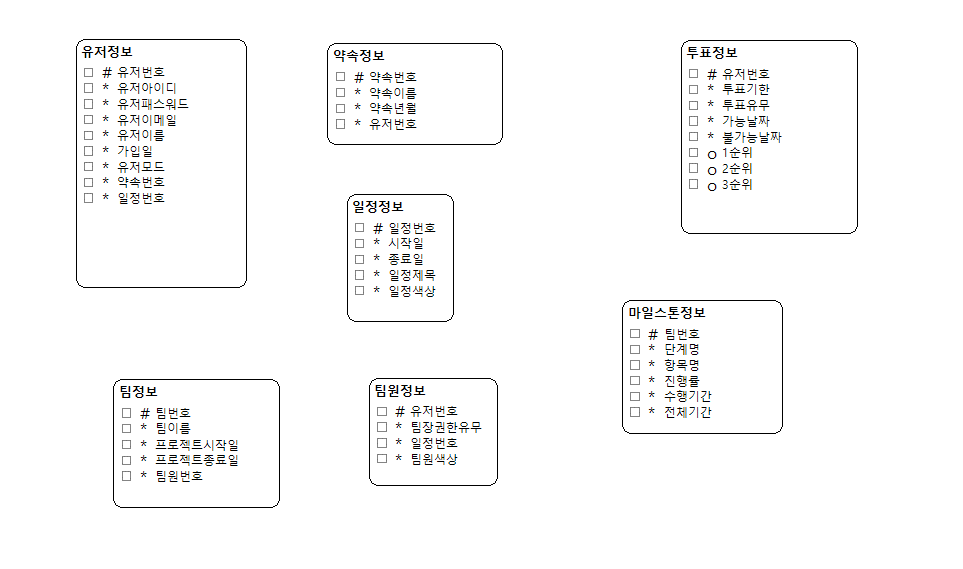 유저정보
# 유저번호
* 유저아이디
* 유저패스워드
* 유저이메일
* 유저이름
* 가입일
* 유저모드
* 약속번호
* 일정번호
약속정보
# 약속번호
* 약속이름
* 약속년월
* 유저번호
투표정보
# 유저번호
* 투표기한
* 투표유무
* 가능날짜
* 불가능날짜
o 1순위
o 2순위
o 3순위
일정정보
# 일정번호
* 시작일
* 종료일
* 일정제목
* 일정색상
마일스톤정보
# 팀번호
* 단계명
* 항목명
* 진행률
* 수행기간
* 전체기간
팀정보
# 팀번호
* 팀이름
* 프로젝트시작일
* 프로젝트종료일
* 팀원번호
팀원정보
# 유저번호
* 팀장권한유무
* 일정번호
* 팀원색상